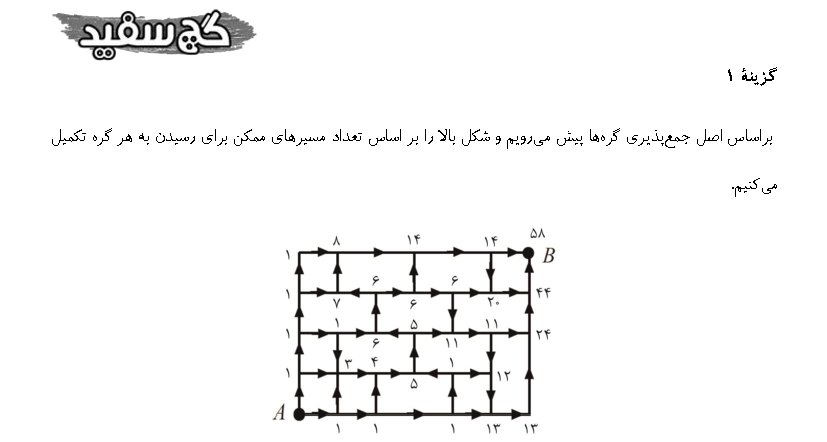 گچ سفید
گزینهٔ ۱
براساس اصل جمع‌پذیری گره‌ها پیش می‌رویم و شکل بالا را بر اساس تعداد مسیرهای ممکن برای رسیدن به هر گره تکمیل
می‌کنیم.
۱ ۸ ۱۴ ۱۴ ۵۸ B
۱ ۷ ۶ ۶ ۶ ۲۰ ۴۴
۱ ۱ ۶ ۵ ۱۱ ۱۱ ۲۴
۱ ۳ ۴ ۵ ۱ ۱۲
A ۱ ۱ ۱ ۱۳ ۱۳